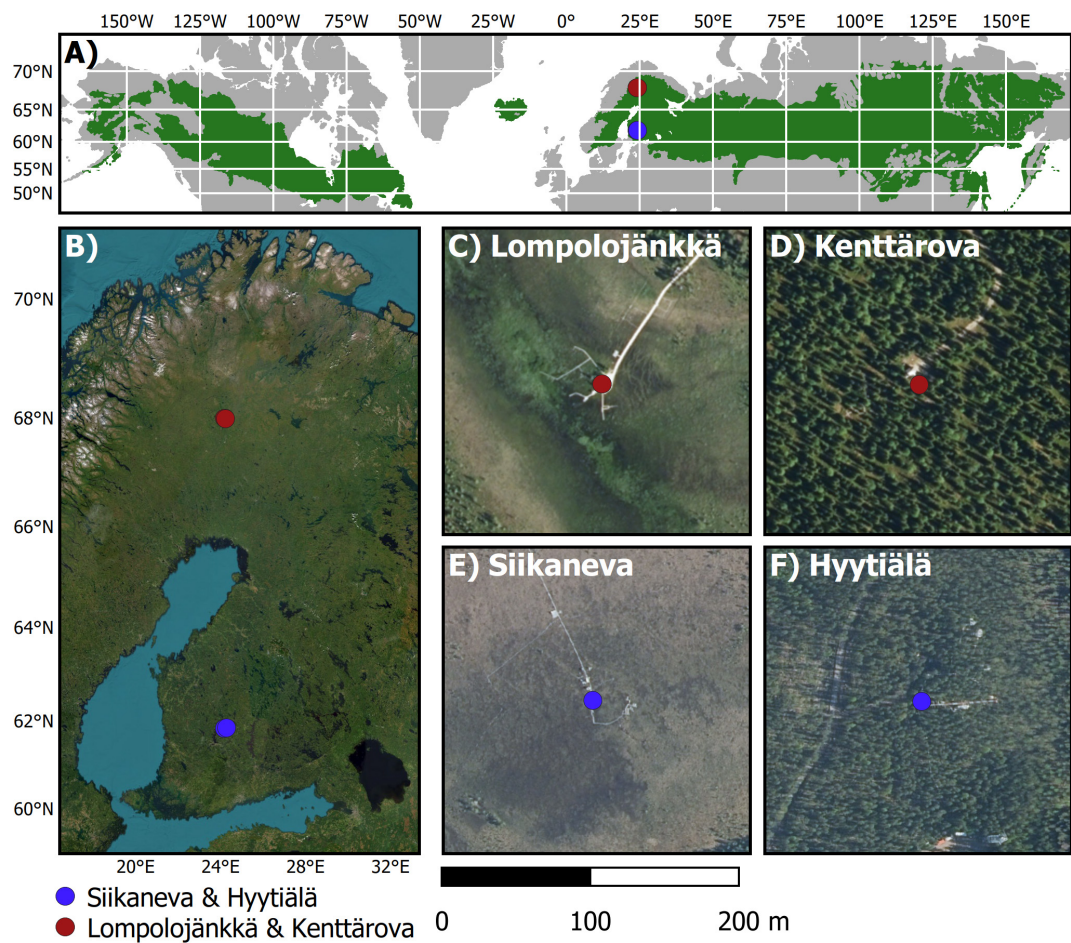 150°W 125°W 100°W 75°W 50°W 25°W 0° 25°E 50°E 75°E 100°E 125°E 150°E
A)
70°N
65°N
60°N
55°N
50°N
B)
70°N
68°N
66°N
64°N
62°N
60°N
20°E 24°E 28°E 32°E
C) Lompolojänkkä
D) Kenttärova
E) Siikaneva
F) Hyytiälä
Siikaneva & Hyytiälä
Lompolojänkkä & Kenttärova
0 100 200 m